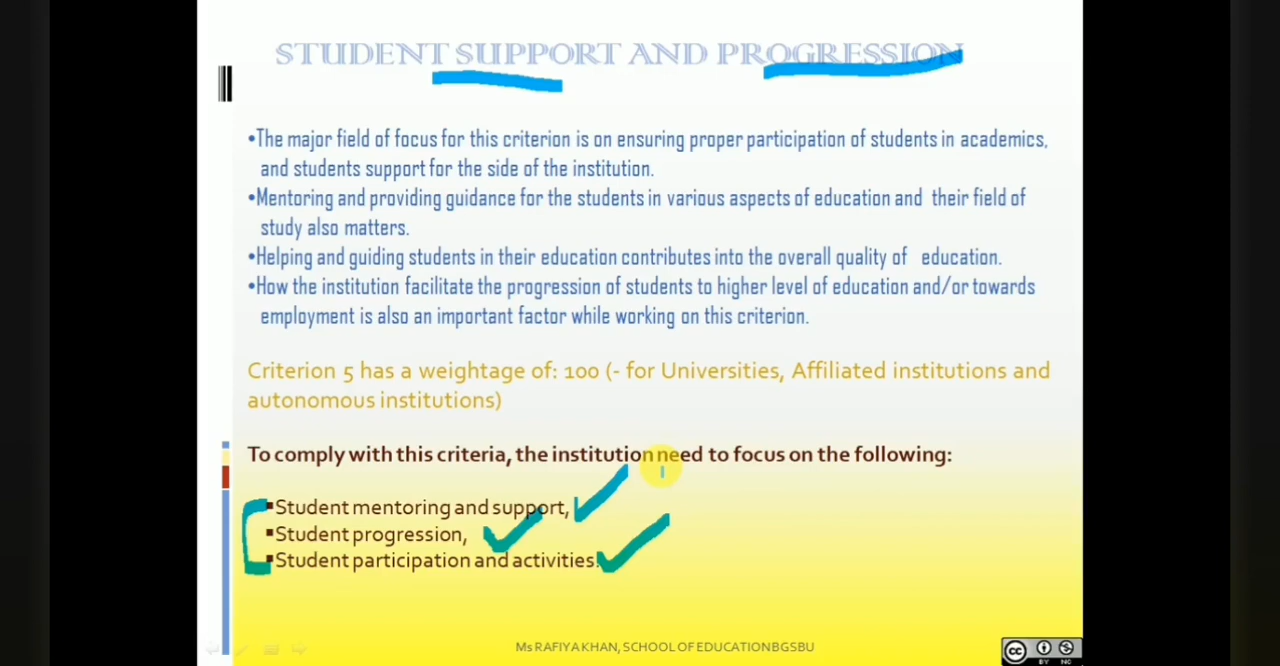 STUDENT SUPPORT AND PROGRESSION
•The major field of focus for this criterion is on ensuring proper participation of students in academics,
and students support for the side of the institution.
•Mentoring and providing guidance for the students in various aspects of education and their field of
study also matters.
•Helping and guiding students in their education contributes into the overall quality of education.
•How the institution facilitate the progression of students to higher level of education and/or towards
employment is also an important factor while working on this criterion.
Criterion 5 has a weightage of: 100 (- for Universities, Affiliated institutions and
autonomous institutions)
To comply with this criteria, the institution need to focus on the following:
▪Student mentoring and support,
▪Student progression,
▪Student participation and activities.
Ms RAFIYA KHAN, SCHOOL OF EDUCATION BGSBU
cc
BY NC